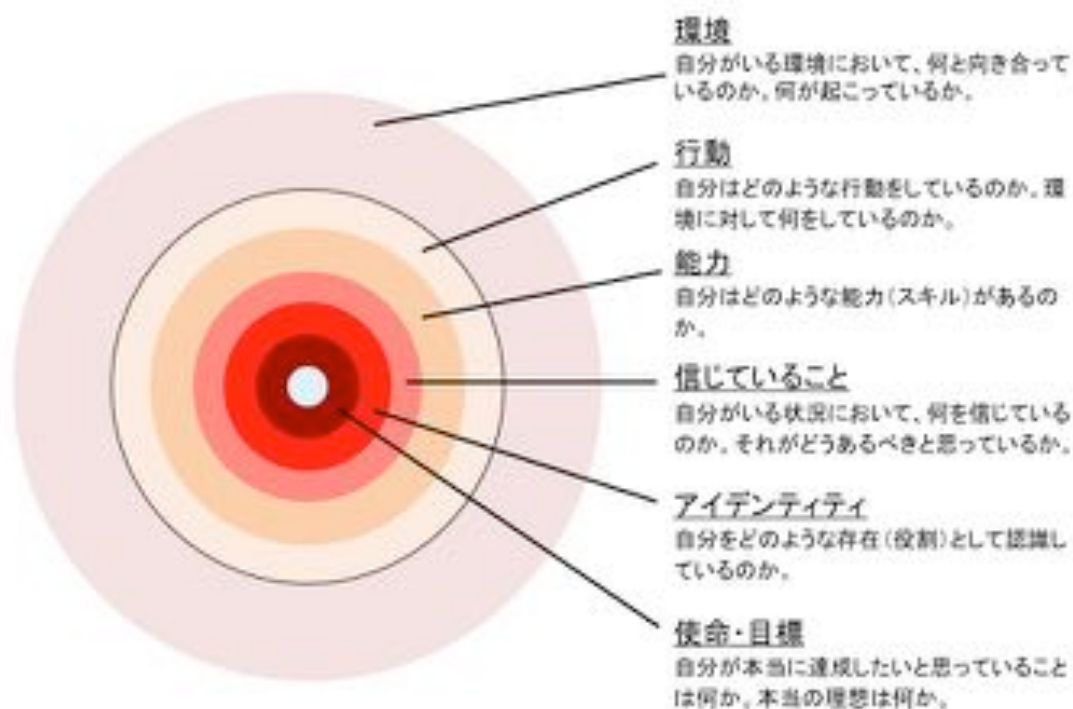 環境
自分がいる環境において、何と向き合って
いるのか。何が起こっているか。
行動
自分はどのような行動をしているのか。環
境に対して何をしているのか。
能力
自分はどのような能力(スキル)があるの
か。
信じていること
自分がいる状況において、何を信じている
のか。それがどうあるべきと思っているか。
アイデンティティ
自分をどのような存在(役割)として認識し
ているのか。
使命・目標
自分が本当に達成したいと思っていること
は何か。本当の理想は何か。